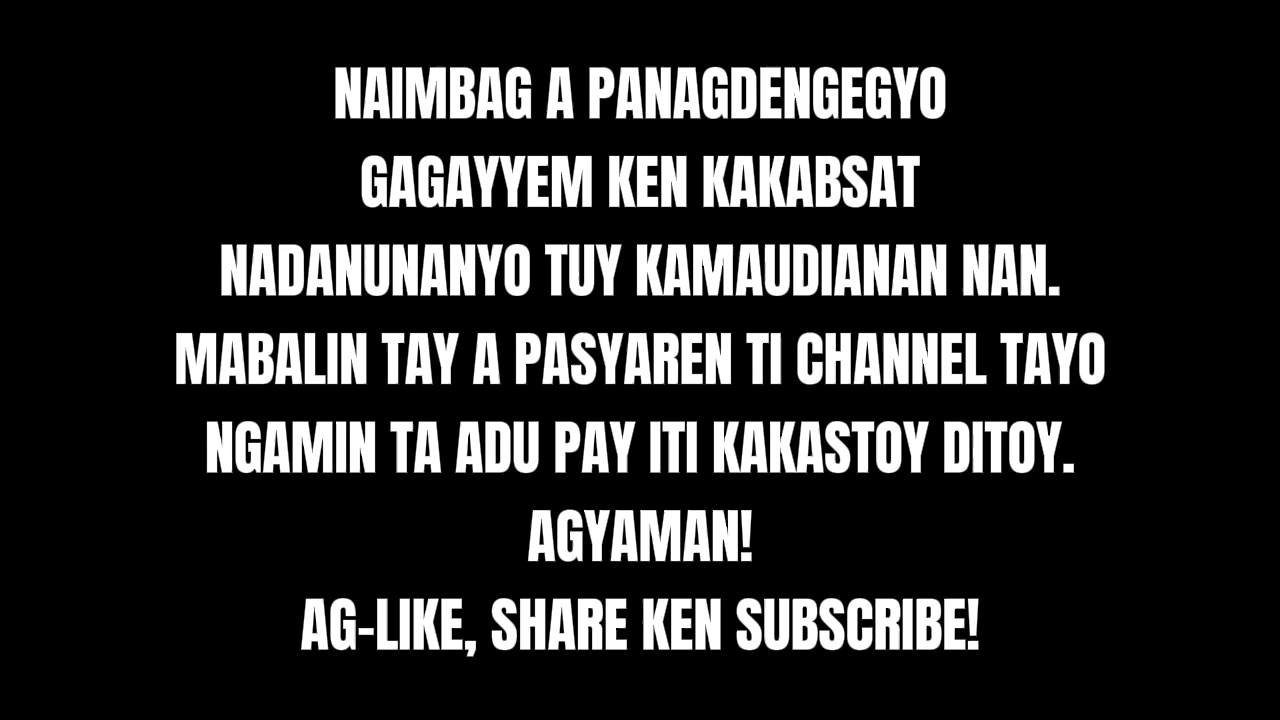 NAIMBAG A PANAGDENGEGYO
GAGAYYEM KEN KAKABSAT
NADANUNANYO TUY KAMAUDIANAN NAN.
MABALIN TAY A PASYAREN TI CHANNEL TAYO
NGAMIN TA ADU PAY ITI KAKASTOY DITOY.
AGYAMAN!
AG-LIKE, SHARE KEN SUBSCRIBE!